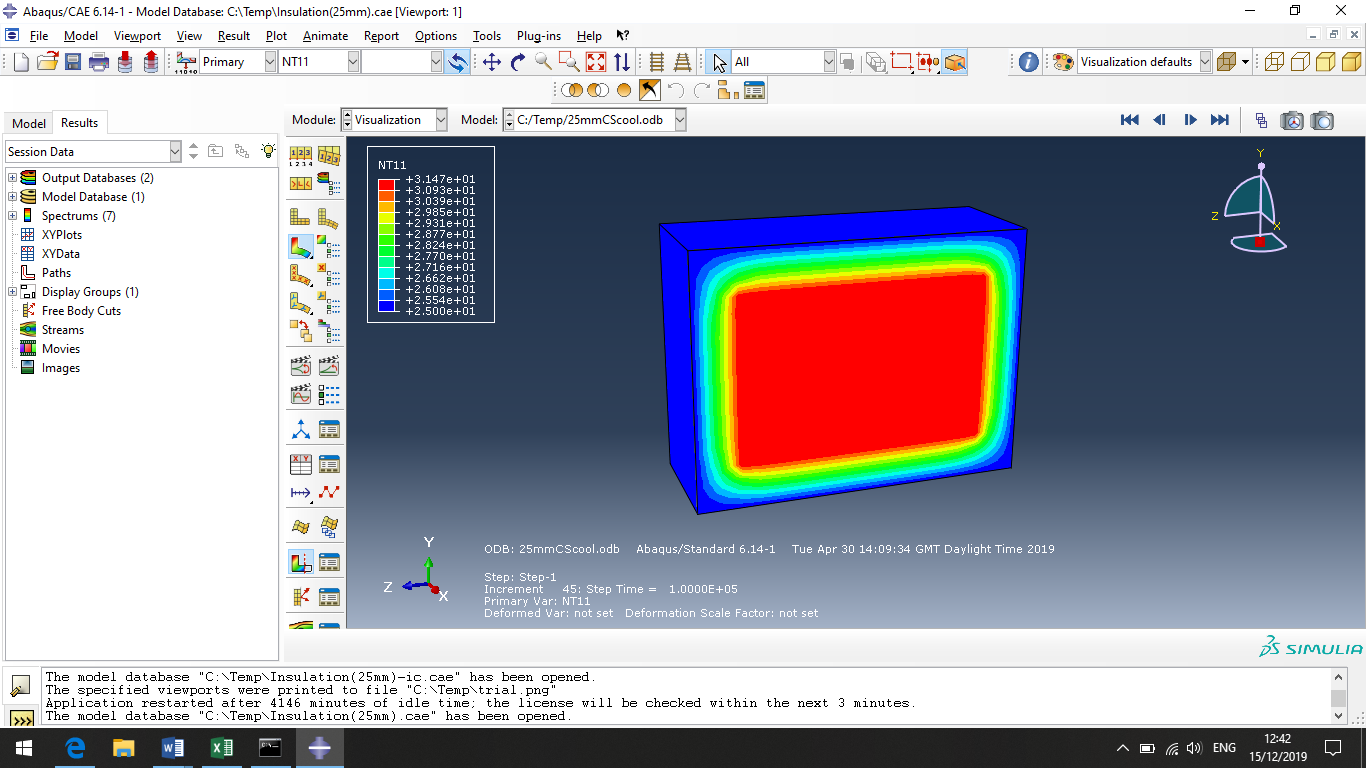 Abaqus/CAE 6.14-1 - Model Database: C:\Temp\Insulation(25mm).cae [Viewport: 1]
File Model Viewport View Result Plot Animate Report Options Tools Plug-ins Help
Primary NT11 All Visualization defaults
Model Results Module: Visualization Model: C:/Temp/25mmCScool.odb
Session Data
Output Databases (2)
Model Database (1)
Spectrums (7)
XYPlots
XYData
Paths
Display Groups (1)
Free Body Cuts
Streams
Movies
Images
NT11
+3.147e+01
+3.093e+01
+3.039e+01
+2.985e+01
+2.931e+01
+2.877e+01
+2.824e+01
+2.770e+01
+2.716e+01
+2.662e+01
+2.608e+01
+2.554e+01
+2.500e+01
Y
Z
X
Y
Z
X
ODB: 25mmCScool.odb Abaqus/Standard 6.14-1 Tue Apr 30 14:09:34 GMT Daylight Time 2019
Step: Step-1
Increment 45: Step Time = 1.0000E+05
Primary Var: NT11
Deformed Var: not set Deformation Scale Factor: not set
SIMULIA
The model database "C:\Temp\Insulation(25mm)-ic.cae" has been opened.
The specified viewports were printed to file "C:\Temp\trial.png"
Application restarted after 4146 minutes of idle time; the license will be checked within the next 3 minutes.
The model database "C:\Temp\Insulation(25mm).cae" has been opened.
ENG
12:42
15/12/2019